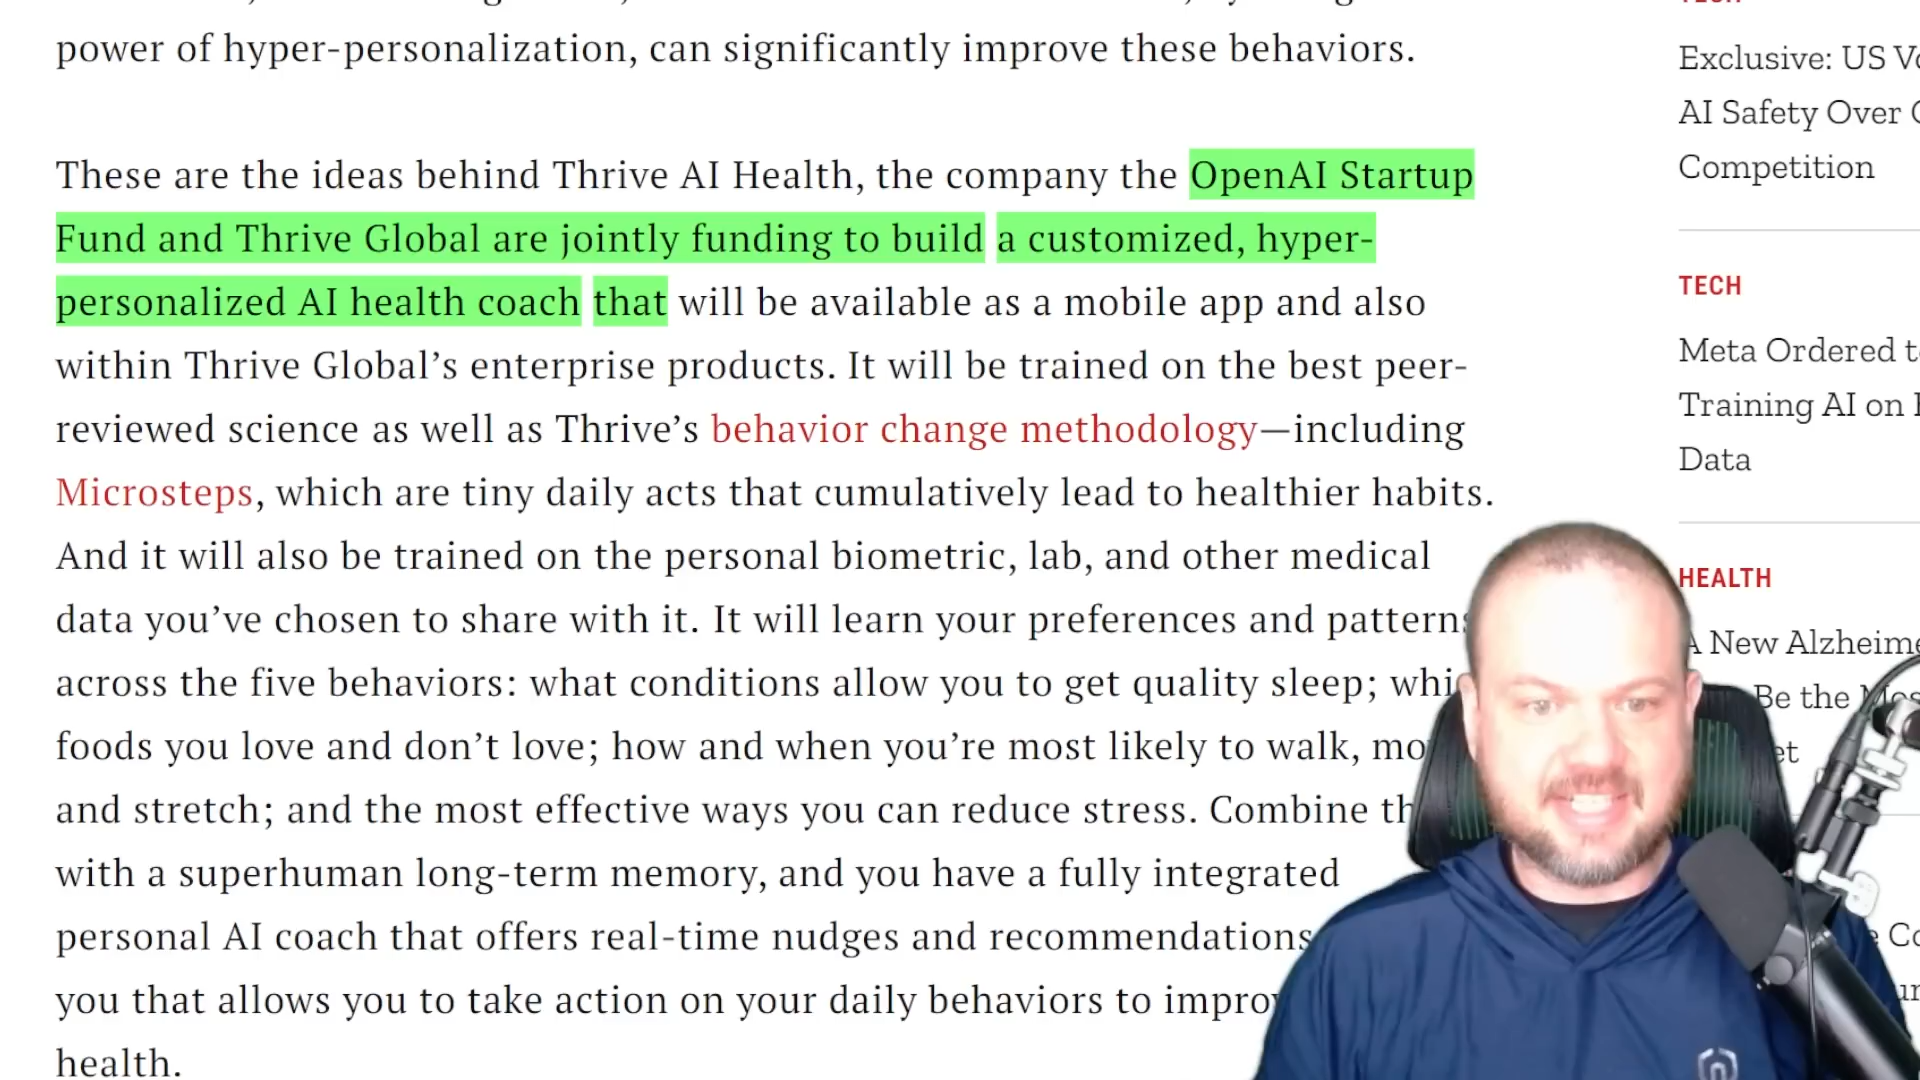 power of hyper-personalization, can significantly improve these behaviors.
These are the ideas behind Thrive AI Health, the company the OpenAI Startup
Fund and Thrive Global are jointly funding to build a customized, hyper-
personalized AI health coach that will be available as a mobile app and also
within Thrive Global’s enterprise products. It will be trained on the best peer-
reviewed science as well as Thrive’s behavior change methodology—including
Microsteps, which are tiny daily acts that cumulatively lead to healthier habits.
And it will also be trained on the personal biometric, lab, and other medical
data you’ve chosen to share with it. It will learn your preferences and patterns
across the five behaviors: what conditions allow you to get quality sleep;
foods you love and don’t love; how and when you’re most likely to walk,
and stretch; and the most effective ways you can reduce stress. Combine
with a superhuman long-term memory, and you have a fully integrated
personal AI coach that offers real-time nudges and recommendations
you that allows you to take action on your daily behaviors to
health.
TECH
Exclusive: US
AI Safety Over
Competition
TECH
Meta Ordered
Training AI on
Data
HEALTH
A New
Be the